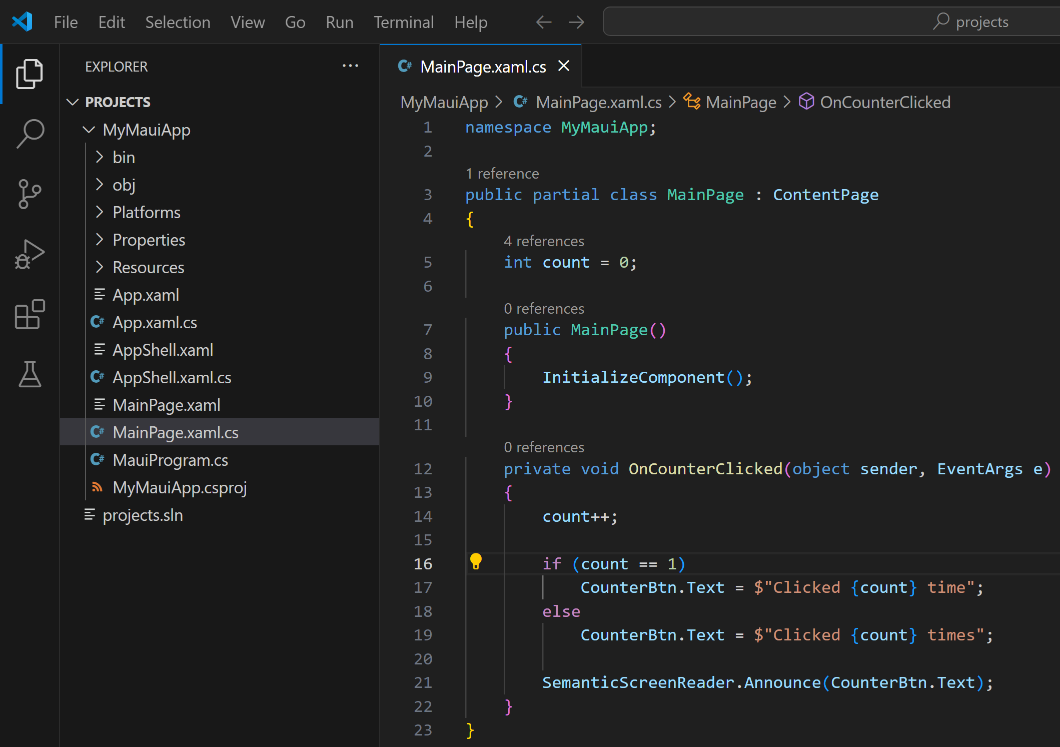 File Edit Selection View Go Run Terminal Help projects
EXPLORER
PROJECTS
MyMauiApp
bin
obj
Platforms
Properties
Resources
App.xaml
C# App.xaml.cs
AppShell.xaml
C# AppShell.xaml.cs
MainPage.xaml
C# MainPage.xaml.cs
C# MauiProgram.cs
MyMauiApp.csproj
projects.sln
C# MainPage.xaml.cs
MyMauiApp > C# MainPage.xaml.cs > MainPage > OnCounterClicked
1 namespace MyMauiApp;
2
1 reference
3 public partial class MainPage : ContentPage
4 {
4 references
5 int count = 0;
6
0 references
7 public MainPage()
8 {
9 InitializeComponent();
10 }
11
0 references
12 private void OnCounterClicked(object sender, EventArgs e)
13 {
14 count++;
15
16 if (count == 1)
17 CounterBtn.Text = $"Clicked {count} time";
18 else
19 CounterBtn.Text = $"Clicked {count} times";
20
21 SemanticScreenReader.Announce(CounterBtn.Text);
22 }
23 }